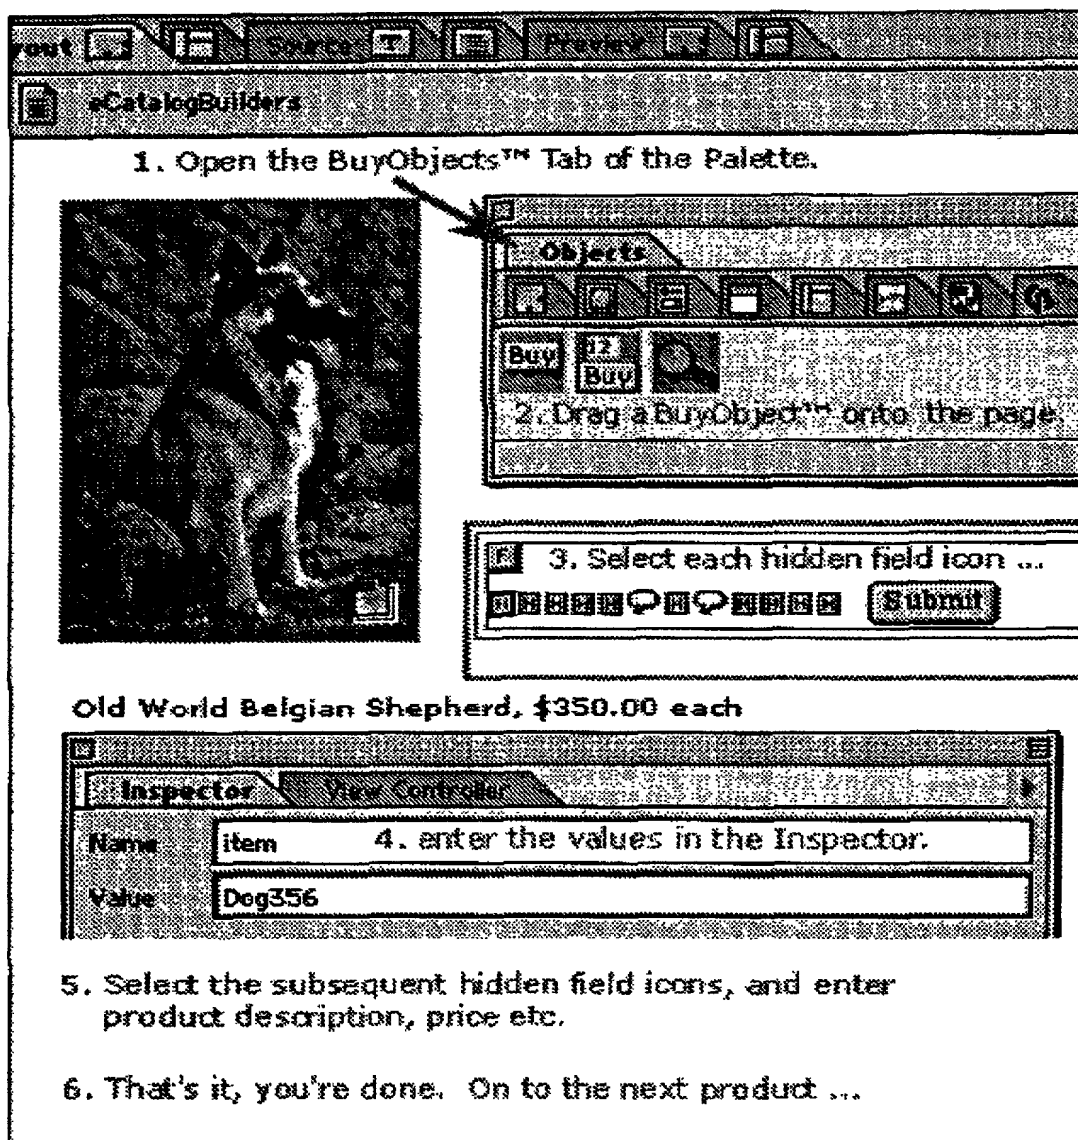 yout Source T Preview
eCatalogBuilders
1. Open the BuyObjects™ Tab of the Palette.
Objects
Buy 12 Buy
2. Drag a BuyObject™ onto the page.
F 3. Select each hidden field icon ...
Submit
Old World Belgian Shepherd, $350.00 each
Inspector View Controller
Name item 4. enter the values in the Inspector.
Value Dog356
5. Select the subsequent hidden field icons, and enter
product description, price etc.
6. That's it, you're done. On to the next product ...